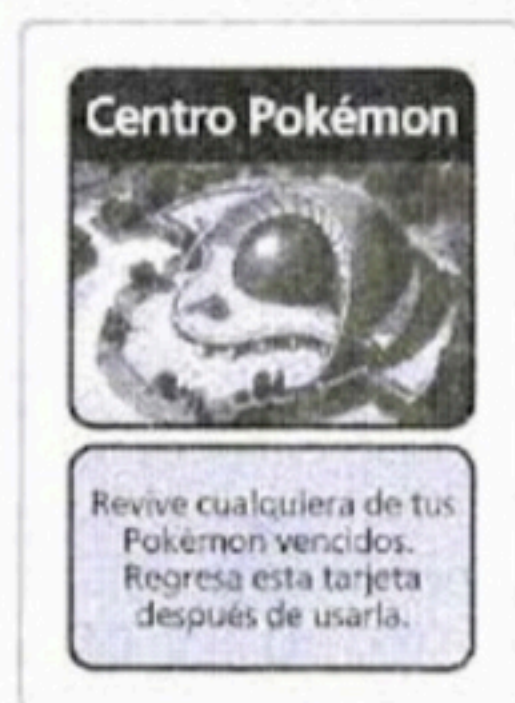 Centro Pokémon
Revive cualquiera de tus
Pokémon vencidos.
Regresa esta tarjeta
después de usarla.